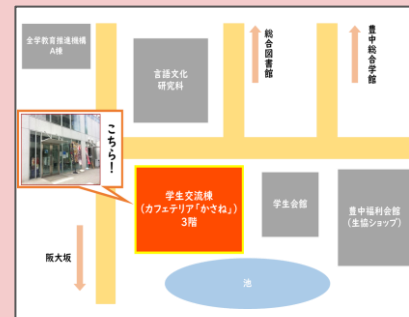 全学教育推進機構
A棟
言語文化
研究科
総合図書館
豊中総合学館
こちら!
学生交流棟
(カフェテリア「かさね」)
3階
学生会館
豊中福利会館
(生協ショップ)
阪大坂
池